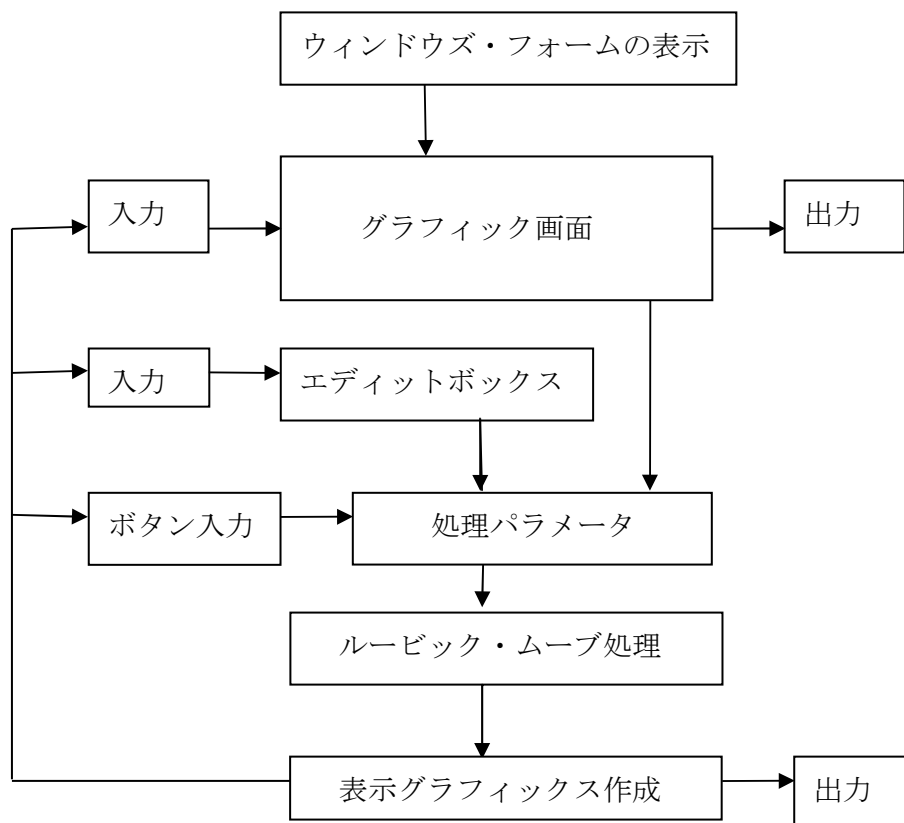 ウィンドウズ・フォームの表示
入力
グラフィック画面
出力
入力
エディットボックス
ボタン入力
処理パラメータ
ルービック・ムーブ処理
表示グラフィックス作成
出力